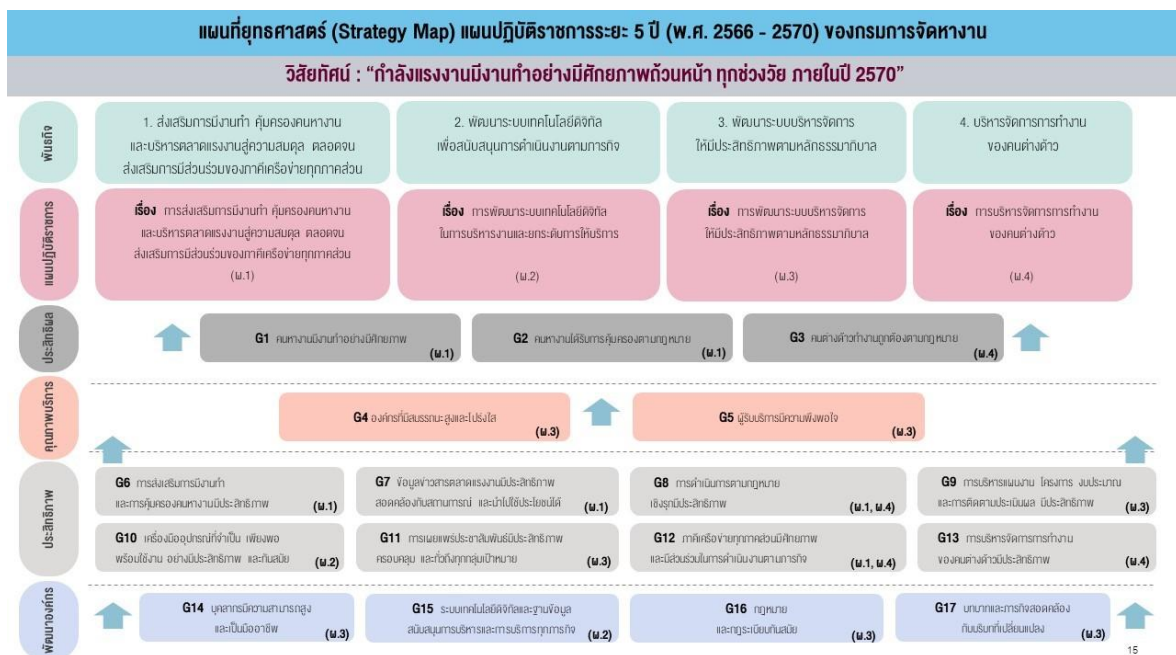 แผนที่ยุทธศาสตร์ (Strategy Map) แผนปฏิบัติราชการระยะ 5 ปี (พ.ศ. 2566 - 2570) ของกรมการจัดหางาน
วิสัยทัศน์ : “กำลังแรงงานมีงานทำอย่างมีศักยภาพถ้วนหน้า ทุกช่วงวัย ภายในปี 2570”
พันธกิจ
1. ส่งเสริมการมีงานทำ คุ้มครองคนหางาน
และบริหารตลาดแรงงานสู่ความสมดุล ตลอดจน
ส่งเสริมการมีส่วนร่วมของภาคีเครือข่ายทุกภาคส่วน
2. พัฒนาระบบเทคโนโลยีดิจิทัล
เพื่อสนับสนุนการดำเนินงานตามภารกิจ
3. พัฒนาระบบบริหารจัดการ
ให้มีประสิทธิภาพตามหลักธรรมาภิบาล
4. บริหารจัดการการทำงาน
ของคนต่างด้าว
แผนปฏิบัติราชการ
เรื่อง การส่งเสริมการมีงานทำ คุ้มครองคนหางาน
และบริหารตลาดแรงงานสู่ความสมดุล ตลอดจน
ส่งเสริมการมีส่วนร่วมของภาคีเครือข่ายทุกภาคส่วน
(ผ.1)
เรื่อง การพัฒนาระบบเทคโนโลยีดิจิทัล
ในการบริหารงานและยกระดับการให้บริการ
(ผ.2)
เรื่อง การพัฒนาระบบบริหารจัดการ
ให้มีประสิทธิภาพตามหลักธรรมาภิบาล
(ผ.3)
เรื่อง การบริหารจัดการการทำงาน
ของคนต่างด้าว
(ผ.4)
ประสิทธิผล
G1 คนหางานมีงานทำอย่างมีศักยภาพ
(ผ.1)
G2 คนหางานได้รับการคุ้มครองตามกฎหมาย
(ผ.1)
G3 คนต่างด้าวทำงานถูกต้องตามกฎหมาย
(ผ.4)
คุณภาพบริการ
G4 องค์กรที่มีสมรรถนะสูงและโปร่งใส
(ผ.3)
G5 ผู้รับบริการมีความพึงพอใจ
(ผ.3)
ประสิทธิภาพ
G6 การส่งเสริมการมีงานทำ
และการคุ้มครองคนหางานมีประสิทธิภาพ (ผ.1)
G7 ข้อมูลข่าวสารตลาดแรงงานมีประสิทธิภาพ
สอดคล้องกับสถานการณ์ และนำไปใช้ประโยชน์ได้ (ผ.1)
G8 การดำเนินการตามกฎหมาย
เชิงรุกมีประสิทธิภาพ (ผ.1, ผ.4)
G9 การบริหารแผนงาน โครงการ งบประมาณ
และการติดตามประเมินผล มีประสิทธิภาพ (ผ.3)
G10 เครื่องมืออุปกรณ์ที่จำเป็น เพียงพอ
พร้อมใช้งาน อย่างมีประสิทธิภาพ และทันสมัย (ผ.2)
G11 การเผยแพร่ประชาสัมพันธ์มีประสิทธิภาพ
ครอบคลุม และทั่วถึงทุกกลุ่มเป้าหมาย (ผ.3)
G12 ภาคีเครือข่ายทุกภาคส่วนมีศักยภาพ
และมีส่วนร่วมในการดำเนินงานตามภารกิจ (ผ.1, ผ.4)
G13 การบริหารจัดการการทำงาน
ของคนต่างด้าวมีประสิทธิภาพ (ผ.4)
พัฒนาองค์กร
G14 บุคลากรมีความสามารถสูง
และเป็นมืออาชีพ (ผ.3)
G15 ระบบเทคโนโลยีดิจิทัลและฐานข้อมูล
สนับสนุนการบริหารและการบริการทุกภารกิจ (ผ.2)
G16 กฎหมาย
และกฎระเบียบทันสมัย (ผ.3)
G17 บทบาทและภารกิจสอดคล้อง
กับบริบทที่เปลี่ยนแปลง (ผ.3)
15